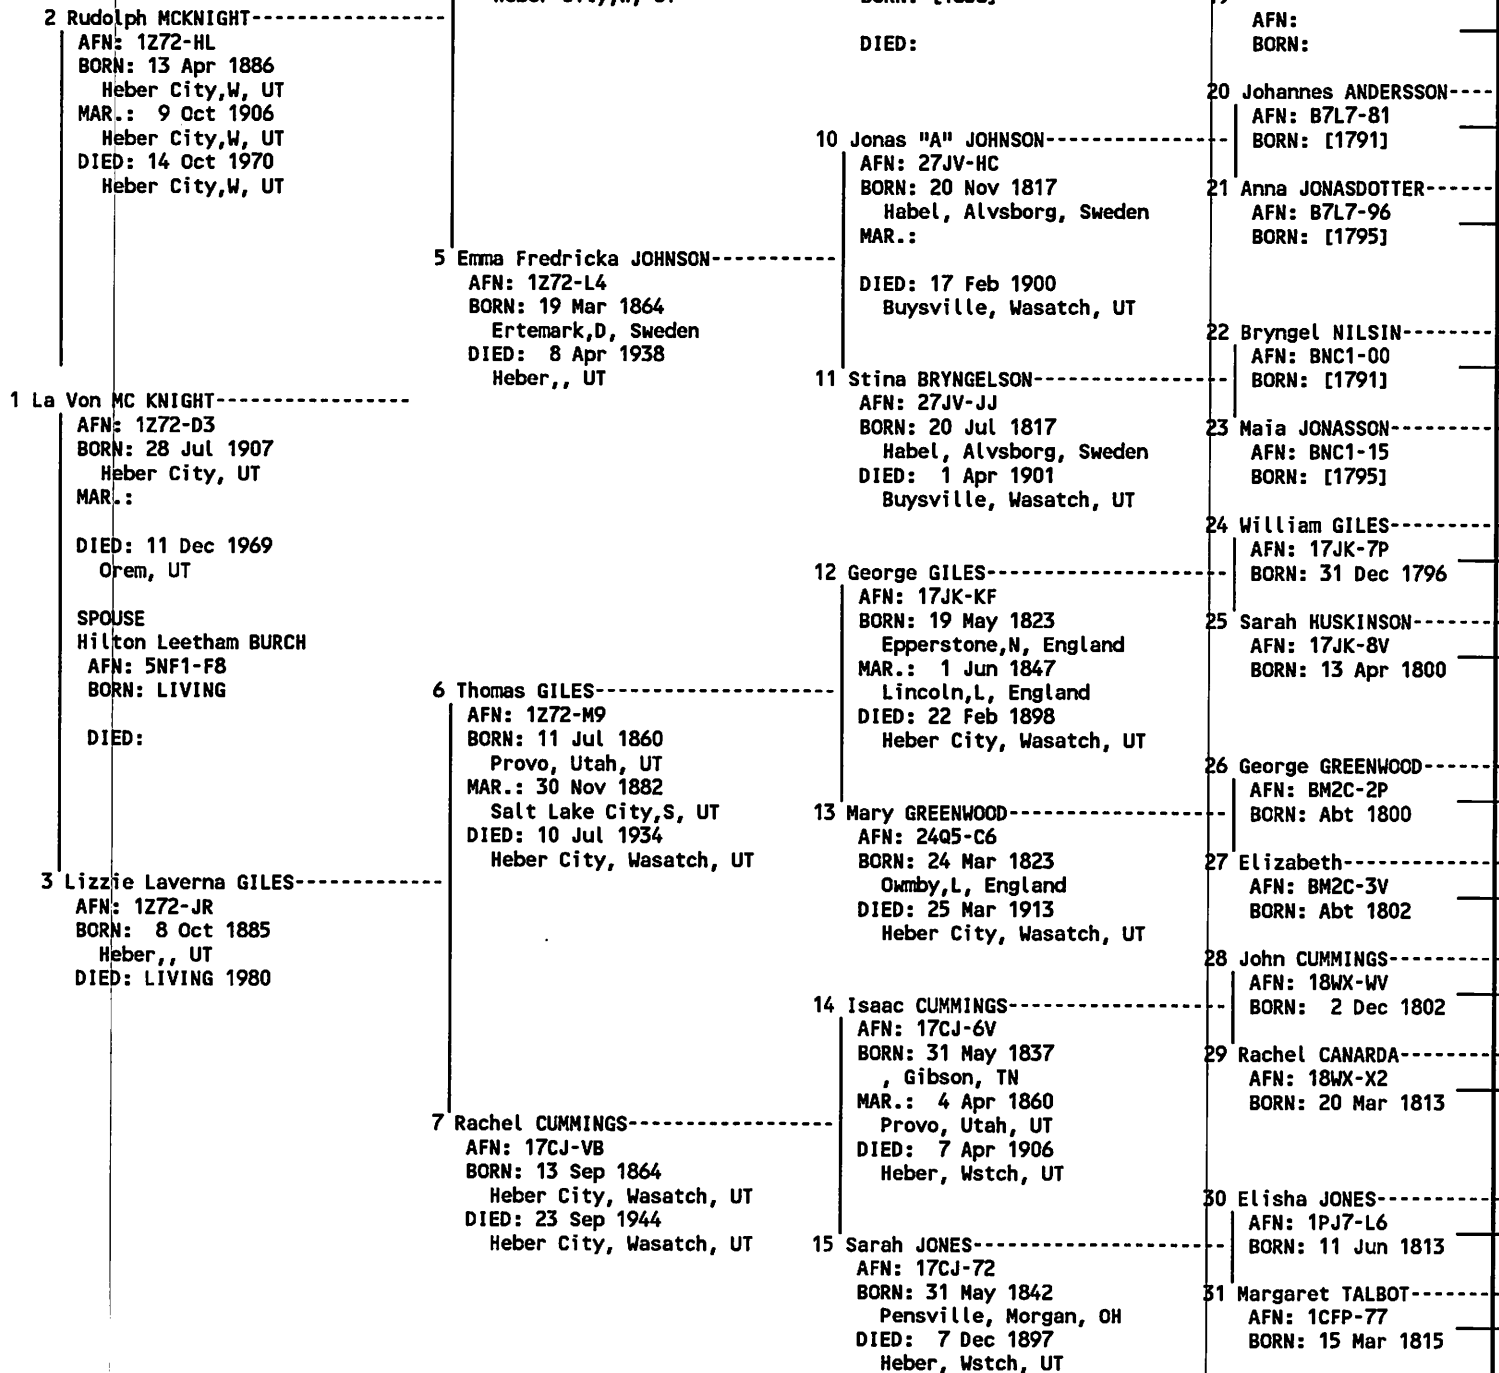 2 Rudolph MCKNIGHT-----------------
AFN: 1Z72-HL
BORN: 13 Apr 1886
Heber City,W, UT
MAR.: 9 Oct 1906
Heber City,W, UT
DIED: 14 Oct 1970
Heber City,W, UT
1 La Von MC KNIGHT-----------------
AFN: 1Z72-D3
BORN: 28 Jul 1907
Heber City, UT
MAR.:
DIED: 11 Dec 1969
Orem, UT
SPOUSE
Hilton Leetham BURCH
AFN: 5NF1-F8
BORN: LIVING
DIED:
3 Lizzie Laverna GILES-------------
AFN: 1Z72-JR
BORN: 8 Oct 1885
Heber,, UT
DIED: LIVING 1980
5 Emma Fredricka JOHNSON-----------
AFN: 1Z72-L4
BORN: 19 Mar 1864
Ertemark,D, Sweden
DIED: 8 Apr 1938
Heber,, UT
6 Thomas GILES---------------------
AFN: 1Z72-M9
BORN: 11 Jul 1860
Provo, Utah, UT
MAR.: 30 Nov 1882
Salt Lake City,S, UT
DIED: 10 Jul 1934
Heber City, Wasatch, UT
7 Rachel CUMMINGS------------------
AFN: 17CJ-VB
BORN: 13 Sep 1864
Heber City, Wasatch, UT
DIED: 23 Sep 1944
Heber City, Wasatch, UT
DIED:
10 Jonas "A" JOHNSON----------------
AFN: 27JV-HC
BORN: 20 Nov 1817
Habel, Alvsborg, Sweden
MAR.:
DIED: 17 Feb 1900
Buysville, Wasatch, UT
11 Stina BRYNGELSON-----------------
AFN: 27JV-JJ
BORN: 20 Jul 1817
Habel, Alvsborg, Sweden
DIED: 1 Apr 1901
Buysville, Wasatch, UT
12 George GILES---------------------
AFN: 17JK-KF
BORN: 19 May 1823
Epperstone,N, England
MAR.: 1 Jun 1847
Lincoln,L, England
DIED: 22 Feb 1898
Heber City, Wasatch, UT
13 Mary GREENWOOD-------------------
AFN: 24Q5-C6
BORN: 24 Mar 1823
Owmby,L, England
DIED: 25 Mar 1913
Heber City, Wasatch, UT
14 Isaac CUMMINGS-------------------
AFN: 17CJ-6V
BORN: 31 May 1837
, Gibson, TN
MAR.: 4 Apr 1860
Provo, Utah, UT
DIED: 7 Apr 1906
Heber, Wstch, UT
15 Sarah JONES----------------------
AFN: 17CJ-72
BORN: 31 May 1842
Pensville, Morgan, OH
DIED: 7 Dec 1897
Heber, Wstch, UT
AFN:
BORN:
20 Johannes ANDERSSON----
AFN: B7L7-81
BORN: [1791]
21 Anna JONASDOTTER------
AFN: B7L7-96
BORN: [1795]
22 Bryngel NILSIN--------
AFN: BNC1-00
BORN: [1791]
23 Maia JONASSON---------
AFN: BNC1-15
BORN: [1795]
24 William GILES---------
AFN: 17JK-7P
BORN: 31 Dec 1796
25 Sarah HUSKINSON-------
AFN: 17JK-8V
BORN: 13 Apr 1800
26 George GREENWOOD------
AFN: BM2C-2P
BORN: Abt 1800
27 Elizabeth-------------
AFN: BM2C-3V
BORN: Abt 1802
28 John CUMMINGS---------
AFN: 18WX-WV
BORN: 2 Dec 1802
29 Rachel CANARDA--------
AFN: 18WX-X2
BORN: 20 Mar 1813
30 Elisha JONES----------
AFN: 1PJ7-L6
BORN: 11 Jun 1813
31 Margaret TALBOT-------
AFN: 1CFP-77
BORN: 15 Mar 1815